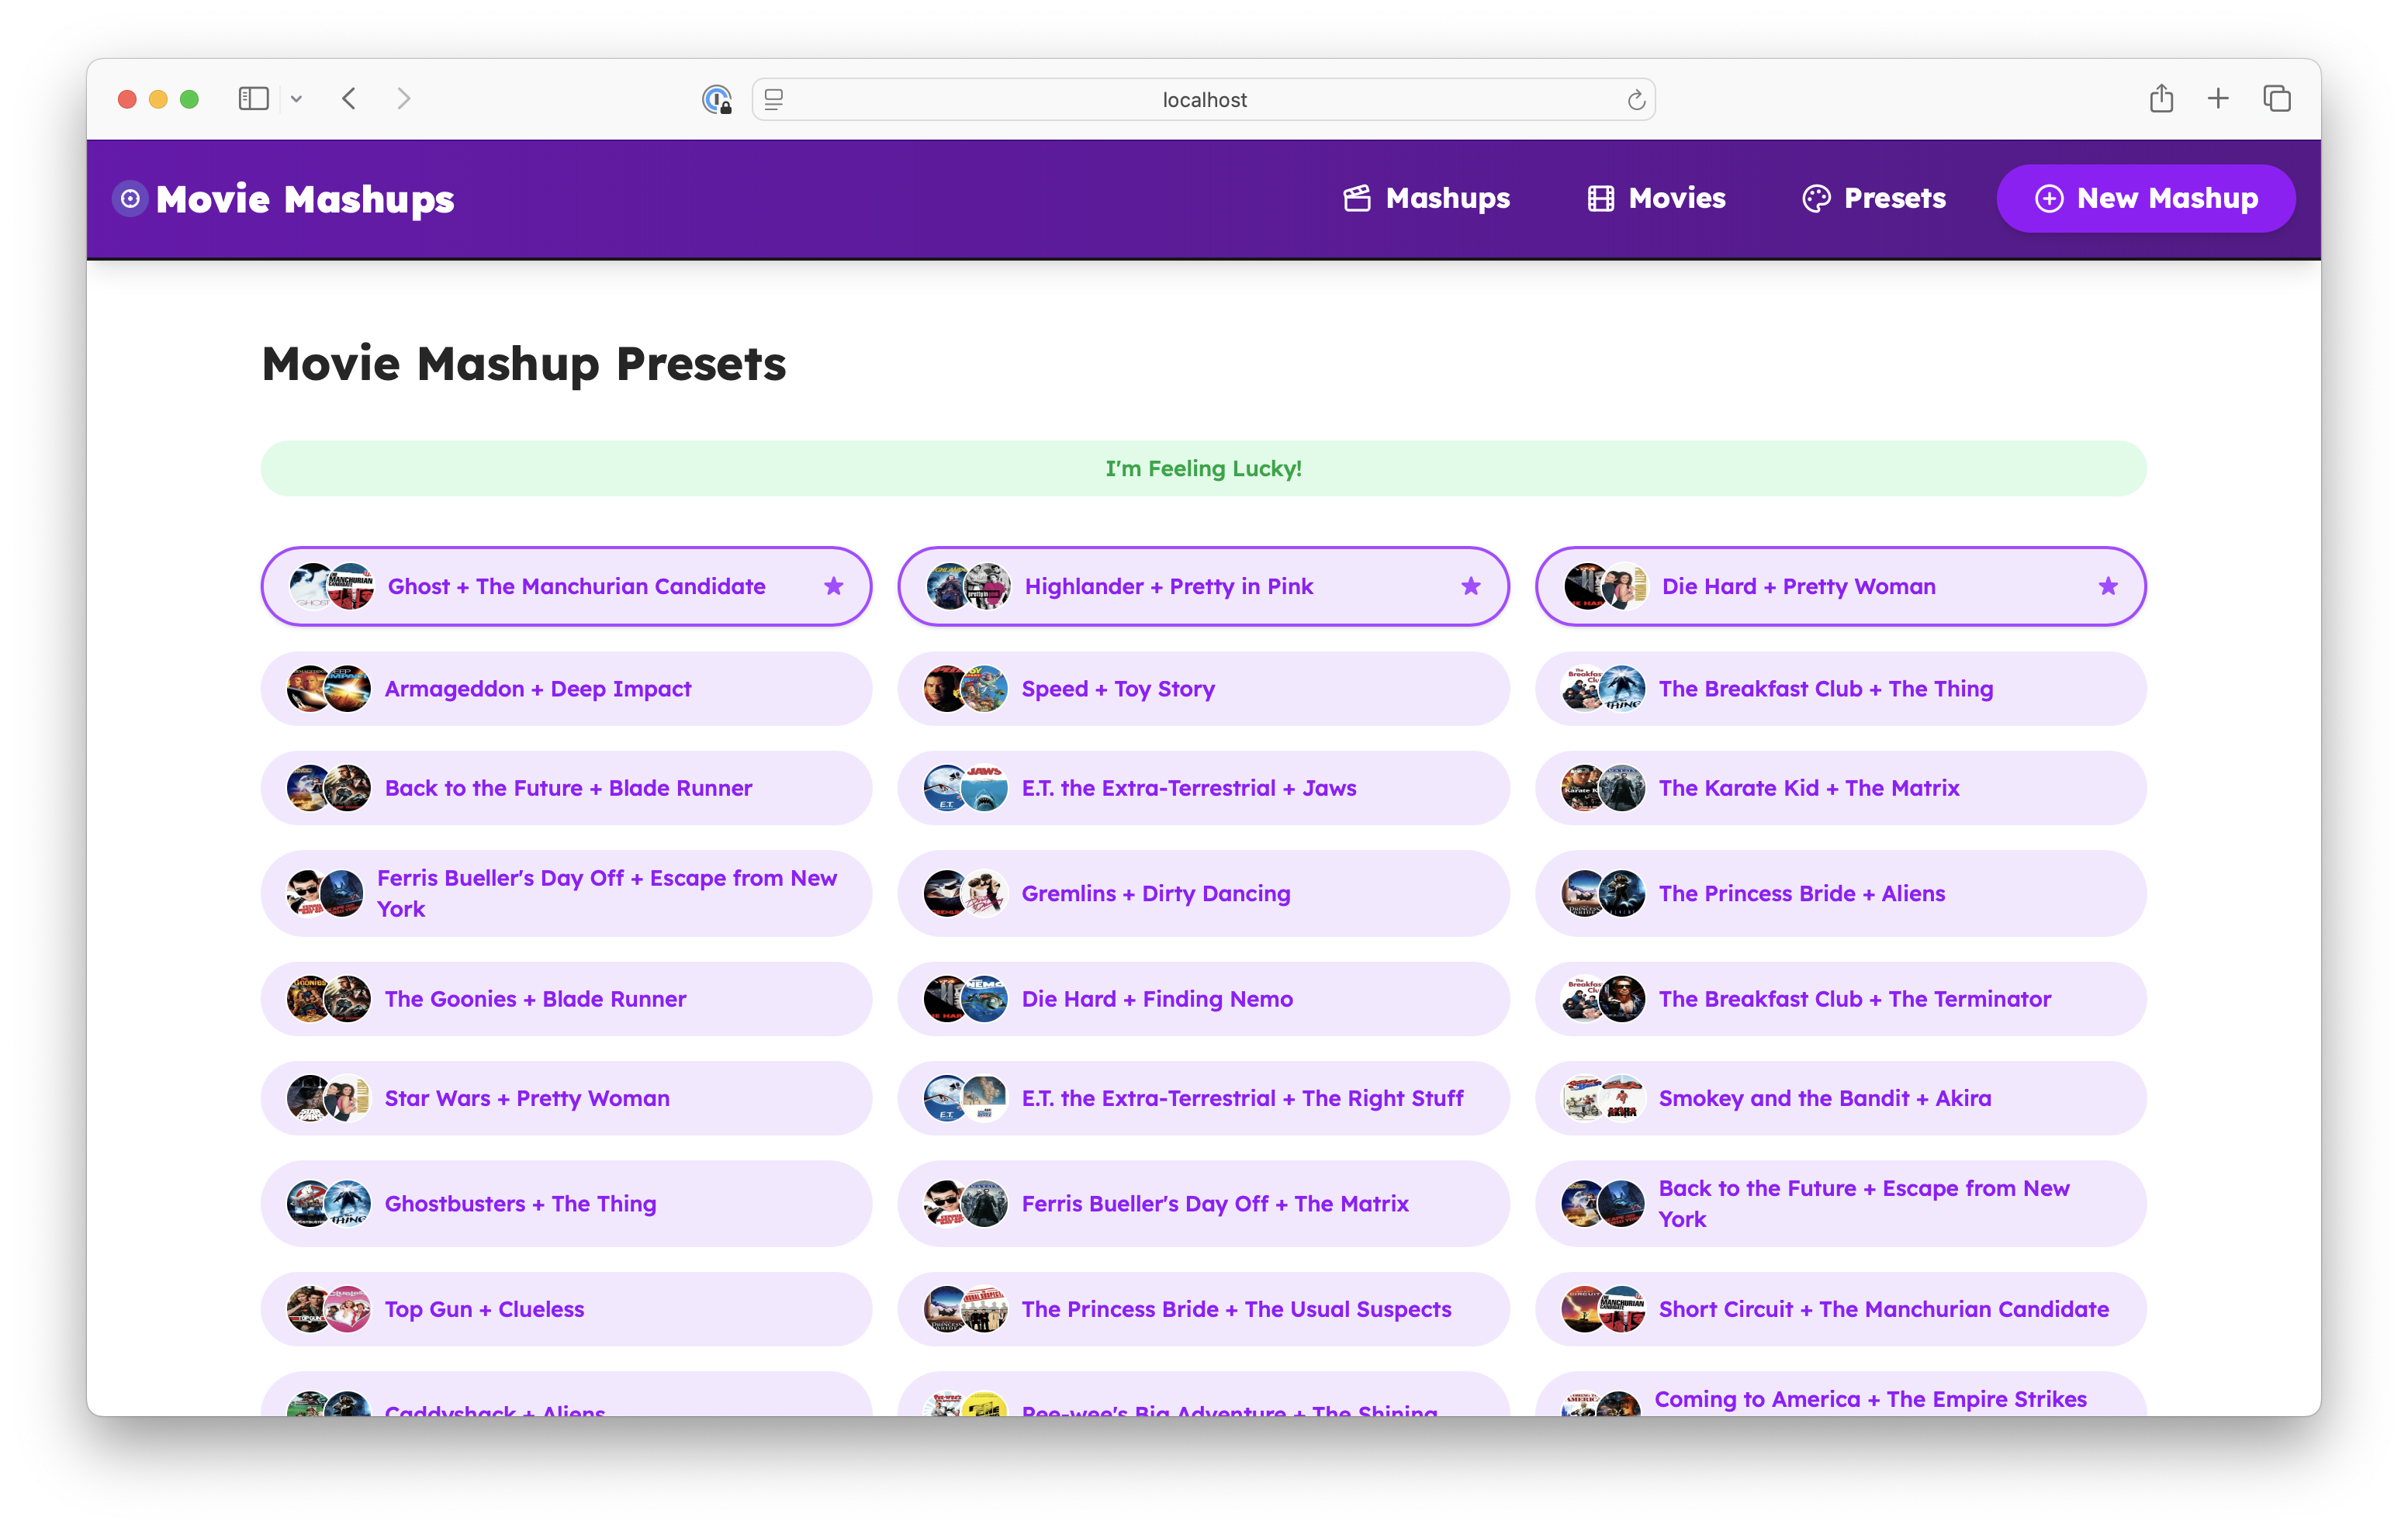 localhost
Movie Mashups
Mashups
Movies
Presets
New Mashup
Movie Mashup Presets
I'm Feeling Lucky!
Ghost + The Manchurian Candidate
Highlander + Pretty in Pink
Die Hard + Pretty Woman
Armageddon + Deep Impact
Speed + Toy Story
The Breakfast Club + The Thing
Back to the Future + Blade Runner
E.T. the Extra-Terrestrial + Jaws
The Karate Kid + The Matrix
Ferris Bueller's Day Off + Escape from New
York
Gremlins + Dirty Dancing
The Princess Bride + Aliens
The Goonies + Blade Runner
Die Hard + Finding Nemo
The Breakfast Club + The Terminator
Star Wars + Pretty Woman
E.T. the Extra-Terrestrial + The Right Stuff
Smokey and the Bandit + Akira
Ghostbusters + The Thing
Ferris Bueller's Day Off + The Matrix
Back to the Future + Escape from New
York
Top Gun + Clueless
The Princess Bride + The Usual Suspects
Short Circuit + The Manchurian Candidate
Caddyshack + Aliens
Pee-wee's Big Adventure + The Shining
Coming to America + The Empire Strikes